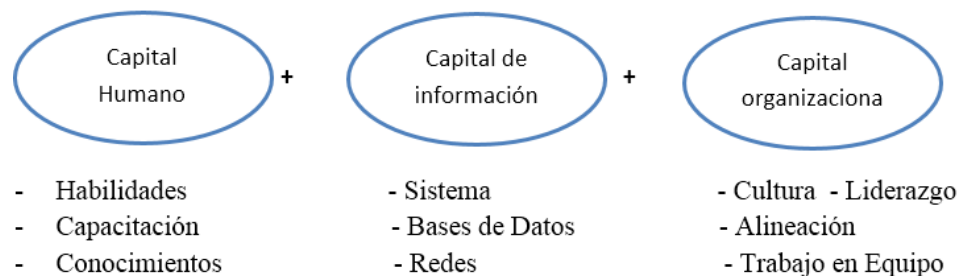 Capital
Humano
+
Capital de
información
+
Capital
organizaciona
- Habilidades
- Capacitación
- Conocimientos
- Sistema
- Bases de Datos
- Redes
- Cultura - Liderazgo
- Alineación
- Trabajo en Equipo